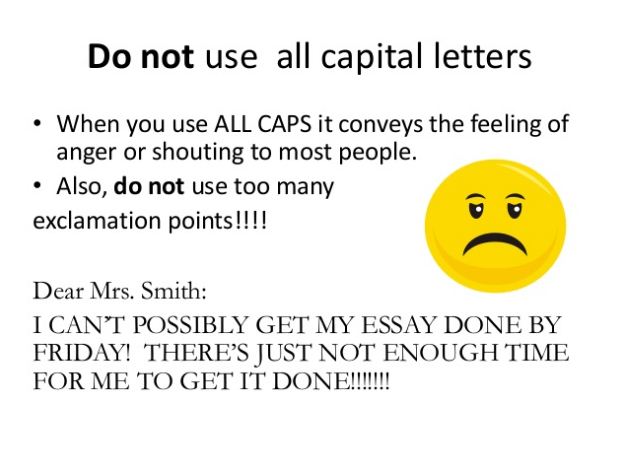 Do not use all capital letters
• When you use ALL CAPS it conveys the feeling of
anger or shouting to most people.
• Also, do not use too many
exclamation points!!!!
Dear Mrs. Smith:
I CAN'T POSSIBLY GET MY ESSAY DONE BY
FRIDAY!  THERE'S JUST NOT ENOUGH TIME
FOR ME TO GET IT DONE!!!!!!!